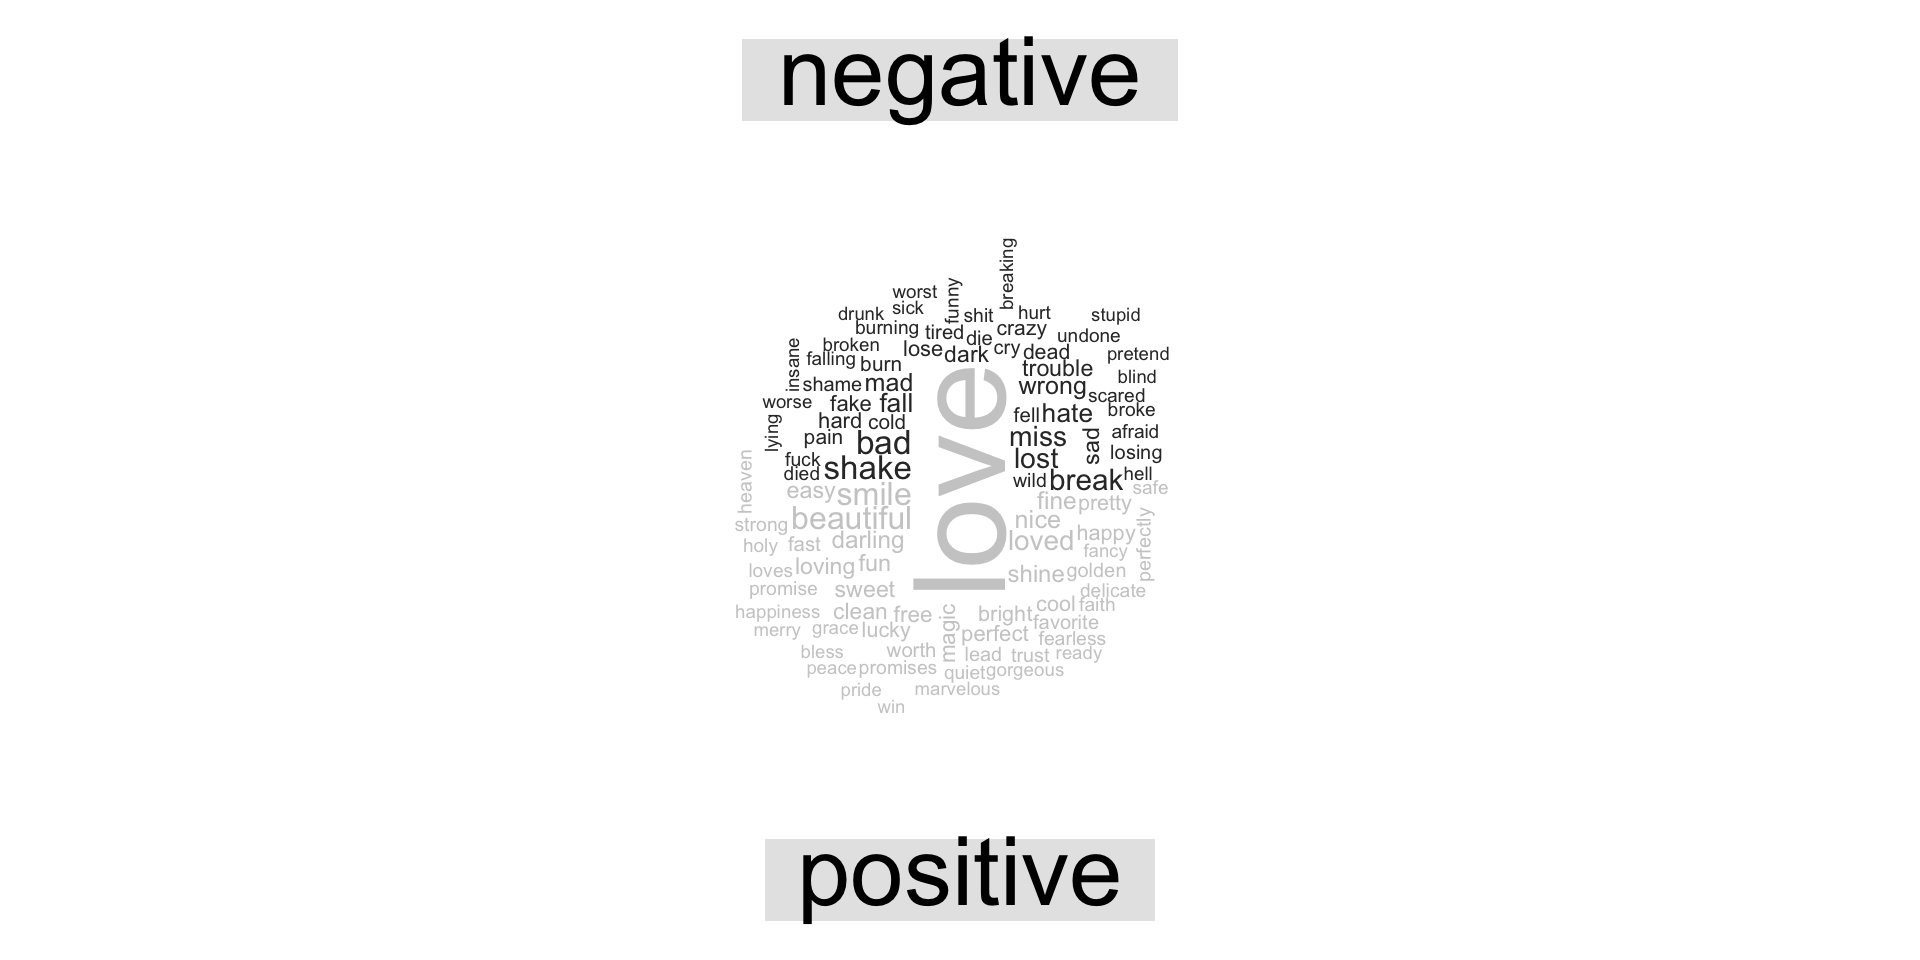 negative
breaking
worst
funny
sick
drunk
shit
hurt
stupid
burning
tired
die
crazy
undone
broken
lose
dark
cry
dead
pretend
insane
falling
burn
trouble
blind
shame
mad
wrong
scared
worse
fake
fall
fell
hate
broke
lying
hard
cold
pain
bad
miss
sad
afraid
fuck
lost
losing
died
shake
wild
break
hell
love
heaven
easy
smile
fine
pretty
safe
strong
beautiful
nice
happy
perfectly
holy
fast
darling
loved
fancy
loves
loving
fun
shine
golden
promise
sweet
delicate
happiness
clean
free
magic
bright
cool
faith
merry
grace
lucky
perfect
favorite
fearless
bless
worth
lead
trust
ready
peace
promises
quiet
gorgeous
pride
marvelous
win
positive